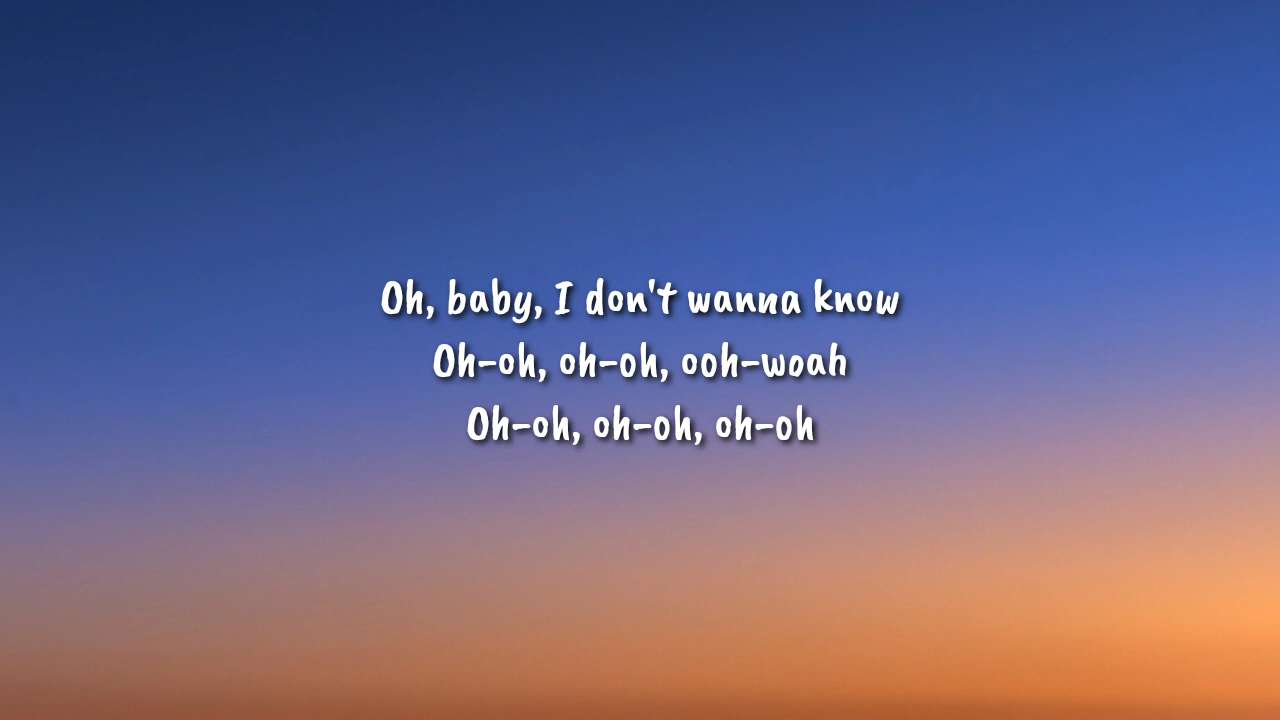 Oh, baby, I don't wanna know
Oh-oh, oh-oh, ooh-woah
Oh-oh, oh-oh, oh-oh